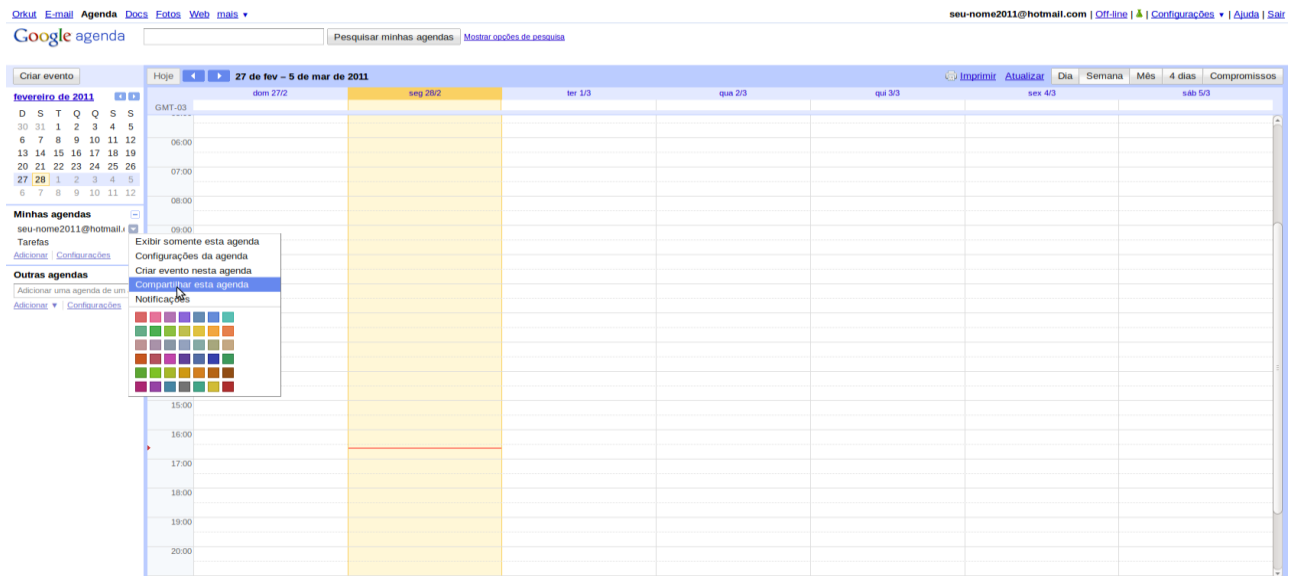 Orkut E-mail Agenda Docs Fotos Web mais ▼
seu-nome2011@hotmail.com | Off-line | | Configurações ▼ | Ajuda | Sair
Google agenda
Pesquisar minhas agendas
Mostrar opções de pesquisa
Criar evento
Hoje
27 de fev – 5 de mar de 2011
Imprimir Atualizar Dia Semana Mês 4 dias Compromissos
fevereiro de 2011
D S T Q Q S S
30 31 1 2 3 4 5
6 7 8 9 10 11 12
13 14 15 16 17 18 19
20 21 22 23 24 25 26
27 28 1 2 3 4 5
6 7 8 9 10 11 12
Minhas agendas
seu-nome2011@hotmail.
Tarefas
Adicionar | Configurações
Outras agendas
Adicionar uma agenda de um
Adicionar ▼ | Configurações
Exibir somente esta agenda
Configurações da agenda
Criar evento nesta agenda
Compartilhar esta agenda
Notificações
dom 27/2 seg 28/2 ter 1/3 qua 2/3 qui 3/3 sex 4/3 sáb 5/3
GMT-03
06:00
07:00
08:00
09:00
15:00
16:00
17:00
18:00
19:00
20:00